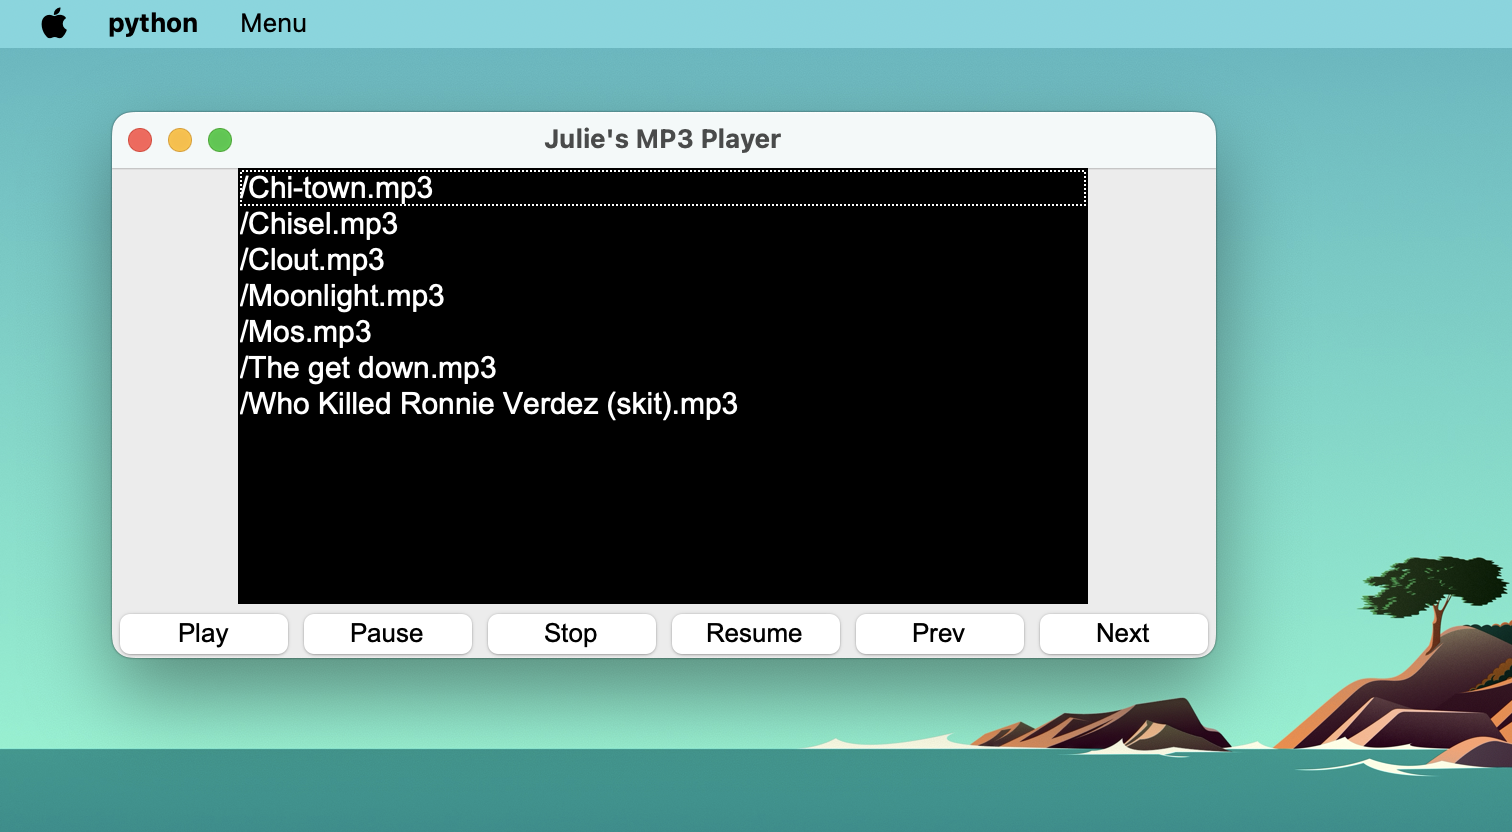 python Menu
Julie's MP3 Player
/Chi-town.mp3
/Chisel.mp3
/Clout.mp3
/Moonlight.mp3
/Mos.mp3
/The get down.mp3
/Who Killed Ronnie Verdez (skit).mp3
Play Pause Stop Resume Prev Next